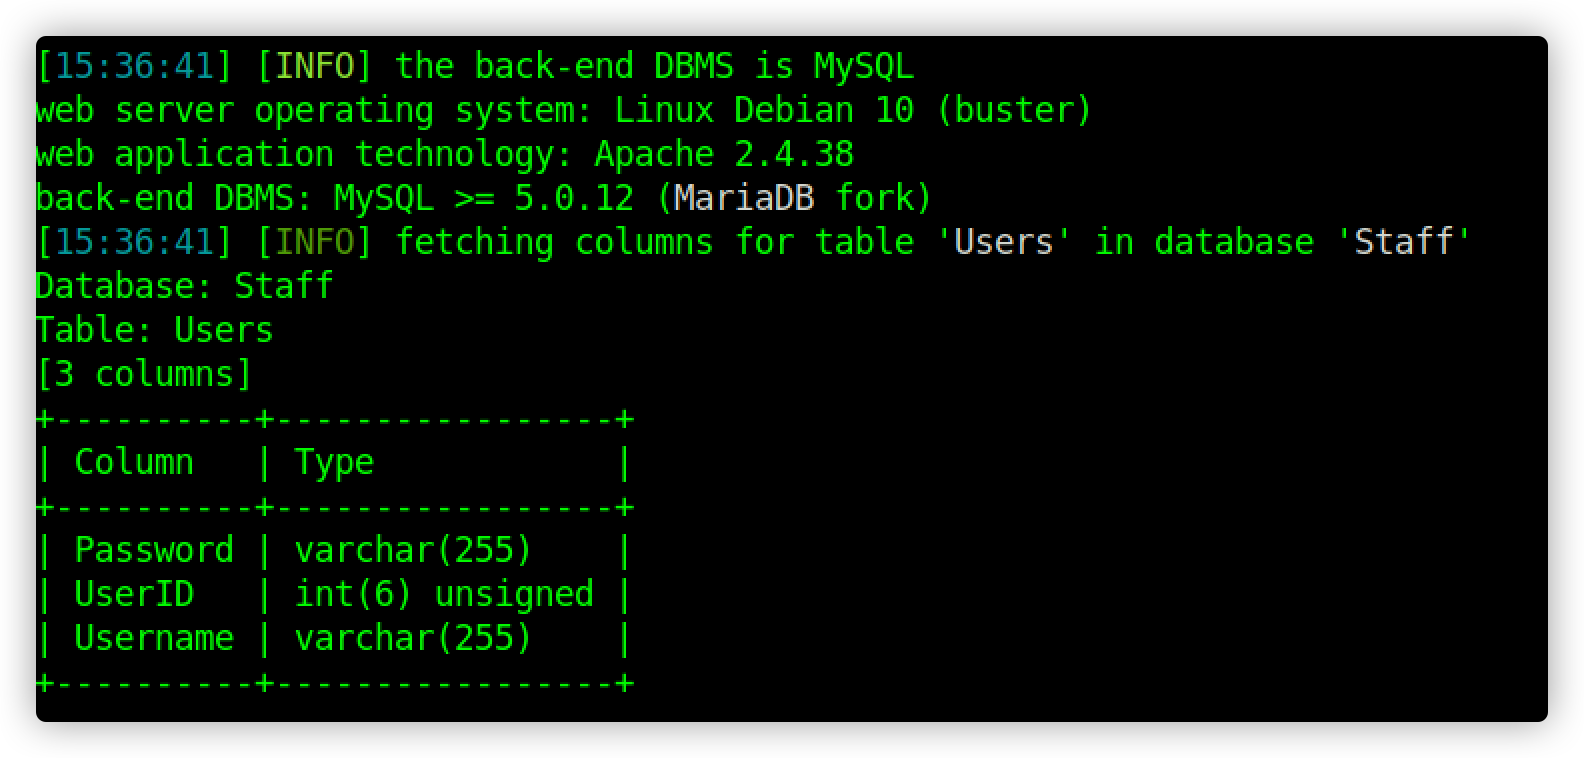 [15:36:41] [INFO] the back-end DBMS is MySQL
web server operating system: Linux Debian 10 (buster)
web application technology: Apache 2.4.38
back-end DBMS: MySQL >= 5.0.12 (MariaDB fork)
[15:36:41] [INFO] fetching columns for table 'Users' in database 'Staff'
Database: Staff
Table: Users
[3 columns]
+----------+-----------------+
| Column   | Type            |
+----------+-----------------+
| Password | varchar(255)    |
| UserID   | int(6) unsigned |
| Username | varchar(255)    |
+----------+-----------------+